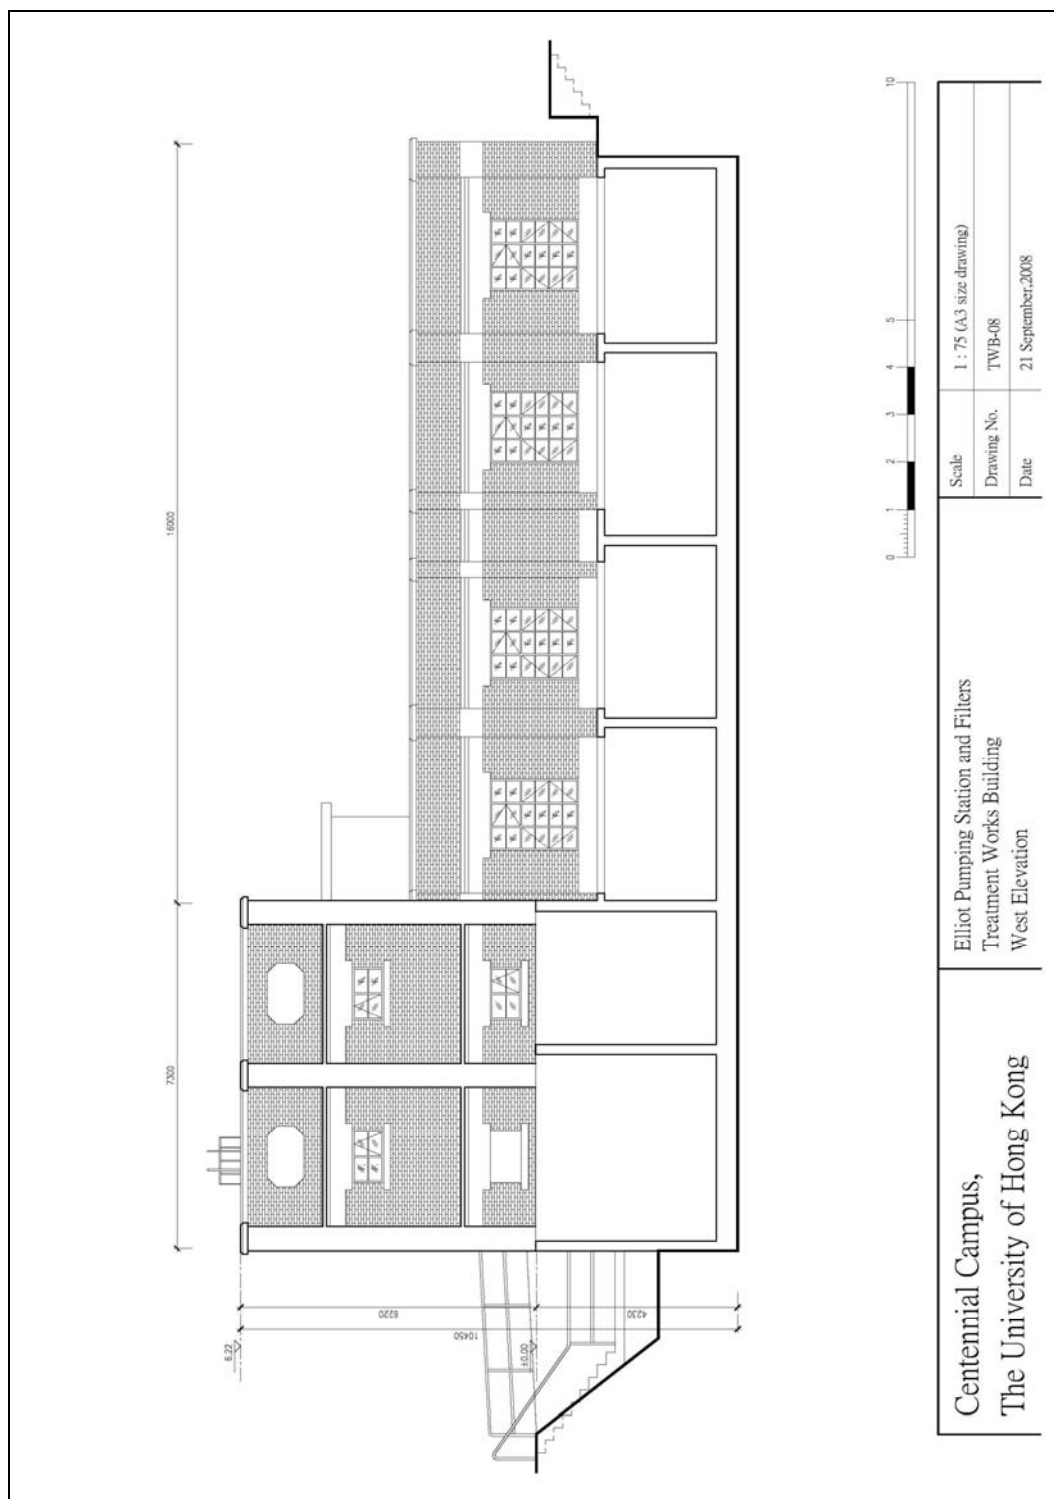 16000
7300
6.22
±0.00
6220
10450
4230
0 1 2 3 4 5 10
Centennial Campus,
The University of Hong Kong
Elliot Pumping Station and Filters
Treatment Works Building
West Elevation
Scale 1 : 75 (A3 size drawing)
Drawing No. TWB-08
Date 21 September,2008